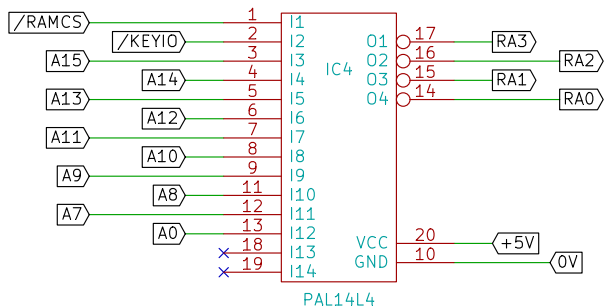 /RAMCS 1 I1
/KEYIO 2 I2 O1 17 RA3
A15 3 I3 O2 16 RA2
A14 4 I4 IC4 O3 15 RA1
A13 5 I5 O4 14 RA0
A12 6 I6
A11 7 I7
A10 8 I8
A9 9 I9
A8 11 I10
A7 12 I11
A0 13 I12 VCC 20 +5V
18 I13 GND 10 0V
19 I14
PAL14L4